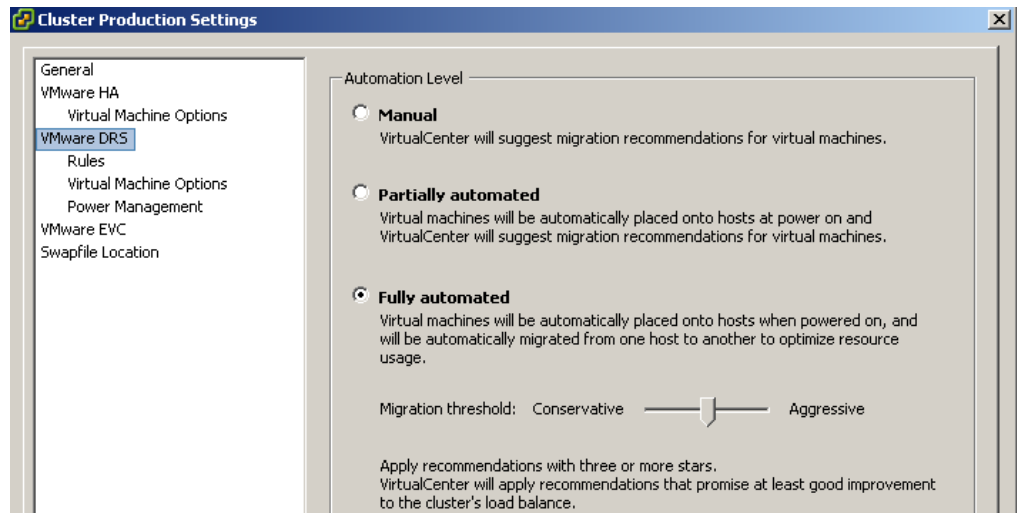 Cluster Production Settings
General
VMware HA
Virtual Machine Options
VMware DRS
Rules
Virtual Machine Options
Power Management
VMware EVC
Swapfile Location
Automation Level
Manual
VirtualCenter will suggest migration recommendations for virtual machines.
Partially automated
Virtual machines will be automatically placed onto hosts at power on and
VirtualCenter will suggest migration recommendations for virtual machines.
Fully automated
Virtual machines will be automatically placed onto hosts when powered on, and
will be automatically migrated from one host to another to optimize resource
usage.
Migration threshold: Conservative Aggressive
Apply recommendations with three or more stars.
VirtualCenter will apply recommendations that promise at least good improvement
to the cluster's load balance.